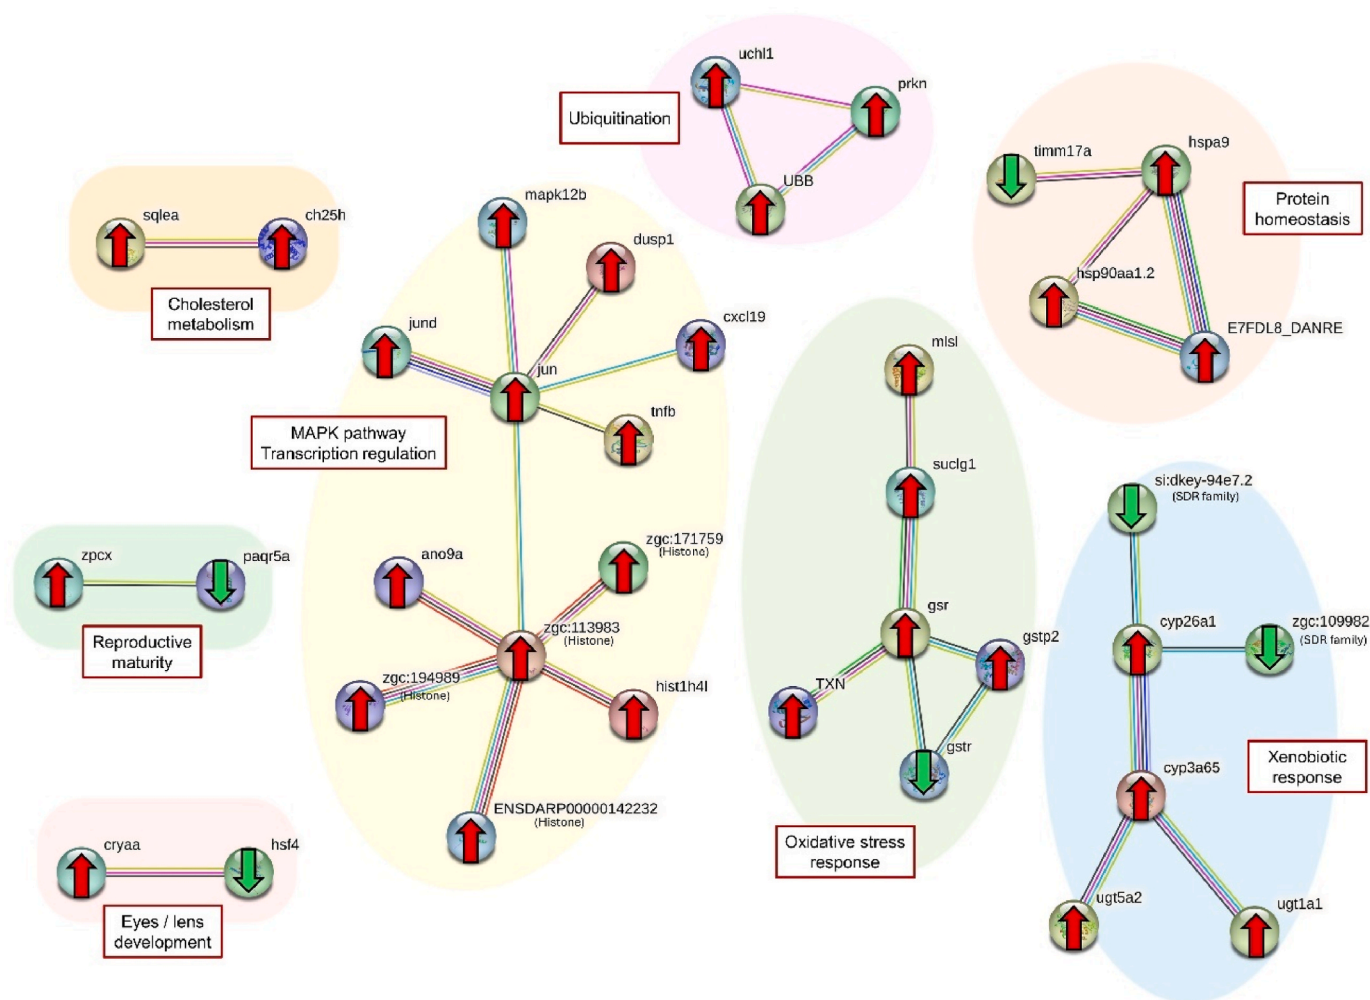 uchl1
prkn
Ubiquitination
UBB
timm17a
hspa9
Protein
homeostasis
hsp90aa1.2
E7FDL8_DANRE
sqlea
ch25h
Cholesterol
metabolism
mapk12b
dusp1
cxcl19
jund
jun
tnfb
MAPK pathway
Transcription regulation
ano9a
zgc:171759
(Histone)
zgc:113983
(Histone)
zgc:194989
(Histone)
hist1h4l
ENSDARP00000142232
(Histone)
zpcx
paqr5a
Reproductive
maturity
cryaa
hsf4
Eyes / lens
development
mlsl
suclg1
gsr
gstp2
TXN
gstr
Oxidative stress
response
si:dkey-94e7.2
(SDR family)
cyp26a1
zgc:109982
(SDR family)
cyp3a65
Xenobiotic
response
ugt5a2
ugt1a1